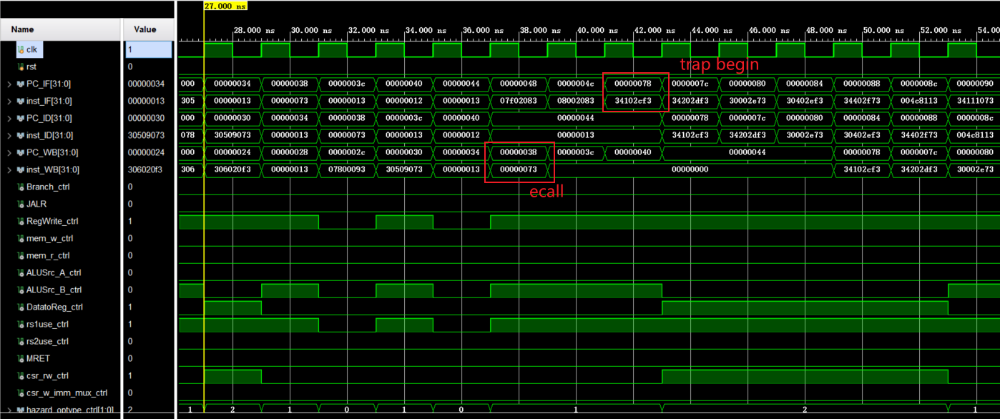 27.000 ns
Name Value
28.000 ns 30.000 ns 32.000 ns 34.000 ns 36.000 ns 38.000 ns 40.000 ns 42.000 ns 44.000 ns 46.000 ns 48.000 ns 50.000 ns 52.000 ns 54.00
clk 1
trap begin
rst 0
PC_IF[31:0] 00000034 000 00000034 00000038 0000003c 00000040 00000044 00000048 0000004c 00000078 0000007c 00000080 00000084 00000088 0000008c 00000090
inst_IF[31:0] 00000013 305 00000013 00000073 00000013 00000012 00000013 07f02083 08002083 34102cf3 34202df3 30002e73 30402ef3 34202f73 004c8113 34111073
PC_ID[31:0] 00000030 000 00000030 00000034 00000038 0000003c 00000040 00000044 00000078 0000007c 00000080 00000084 00000088 0000008c
inst_ID[31:0] 30509073 078 30509073 00000013 00000073 00000013 00000012 00000013 34102cf3 34202df3 30002e73 30402ef3 34402f73 004c8113
PC_WB[31:0] 00000024 000 00000024 00000028 0000002c 00000030 00000034 00000038 0000003c 00000040 00000044 00000078 0000007c 00000080
inst_WB[31:0] 306020f3 306 306020f3 00000013 07800093 30509073 00000013 00000073 00000000 34102cf3 34202df3 30002e73
Branch_ctrl 0
ecall
JALR 0
RegWrite_ctrl 1
mem_w_ctrl 0
mem_r_ctrl 0
ALUSrc_A_ctrl 0
ALUSrc_B_ctrl 0
DatatoReg_ctrl 1
rs1use_ctrl 1
rs2use_ctrl 0
MRET 0
csr_rw_ctrl 1
csr_w_imm_mux_ctrl 0
hazard_optype_ctrl[1:0] 2 1 2 1 0 1 0 1 2 1